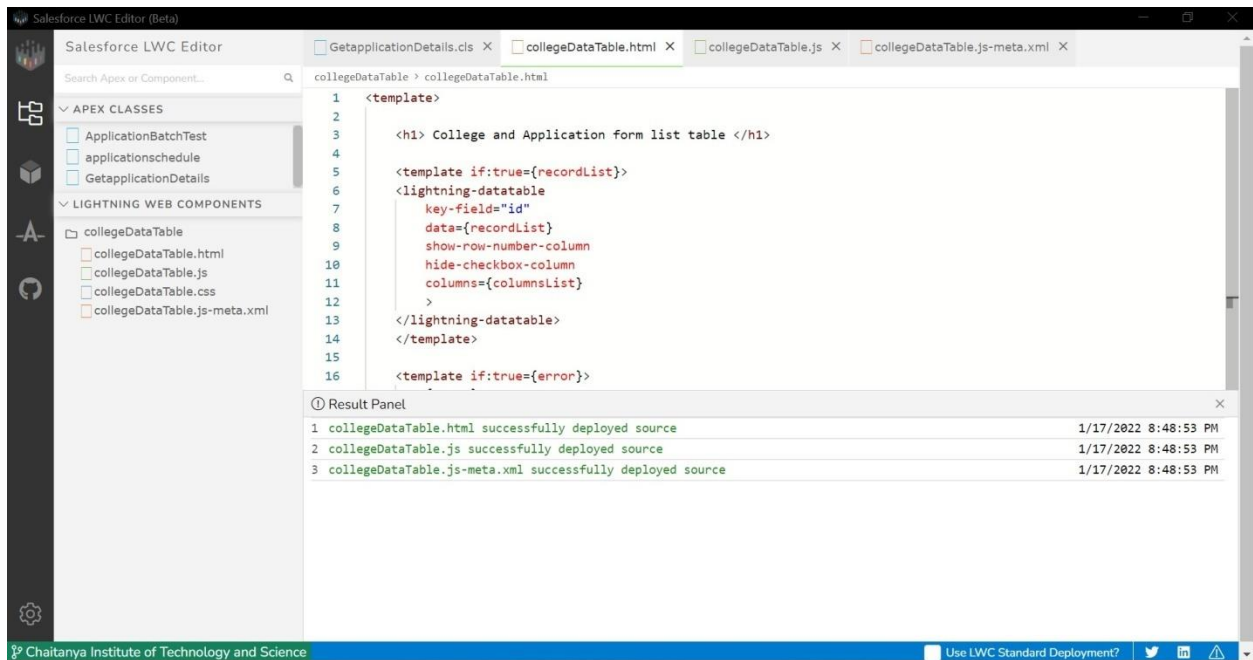 Salesforce LWC Editor (Beta)
Salesforce LWC Editor
Search Apex or Component...
APEX CLASSES
ApplicationBatchTest
applicationschedule
GetapplicationDetails
LIGHTNING WEB COMPONENTS
collegeDataTable
collegeDataTable.html
collegeDataTable.js
collegeDataTable.css
collegeDataTable.js-meta.xml
GetapplicationDetails.cls
collegeDataTable.html
collegeDataTable.js
collegeDataTable.js-meta.xml
collegeDataTable > collegeDataTable.html
1 <template>
2
3 <h1> College and Application form list table </h1>
4
5 <template if:true={recordList}>
6 <lightning-datatable
7 key-field="id"
8 data={recordList}
9 show-row-number-column
10 hide-checkbox-column
11 columns={columnsList}
12 >
13 </lightning-datatable>
14 </template>
15
16 <template if:true={error}>
Result Panel
1 collegeDataTable.html successfully deployed source 1/17/2022 8:48:53 PM
2 collegeDataTable.js successfully deployed source 1/17/2022 8:48:53 PM
3 collegeDataTable.js-meta.xml successfully deployed source 1/17/2022 8:48:53 PM
Chaitanya Institute of Technology and Science
Use LWC Standard Deployment?